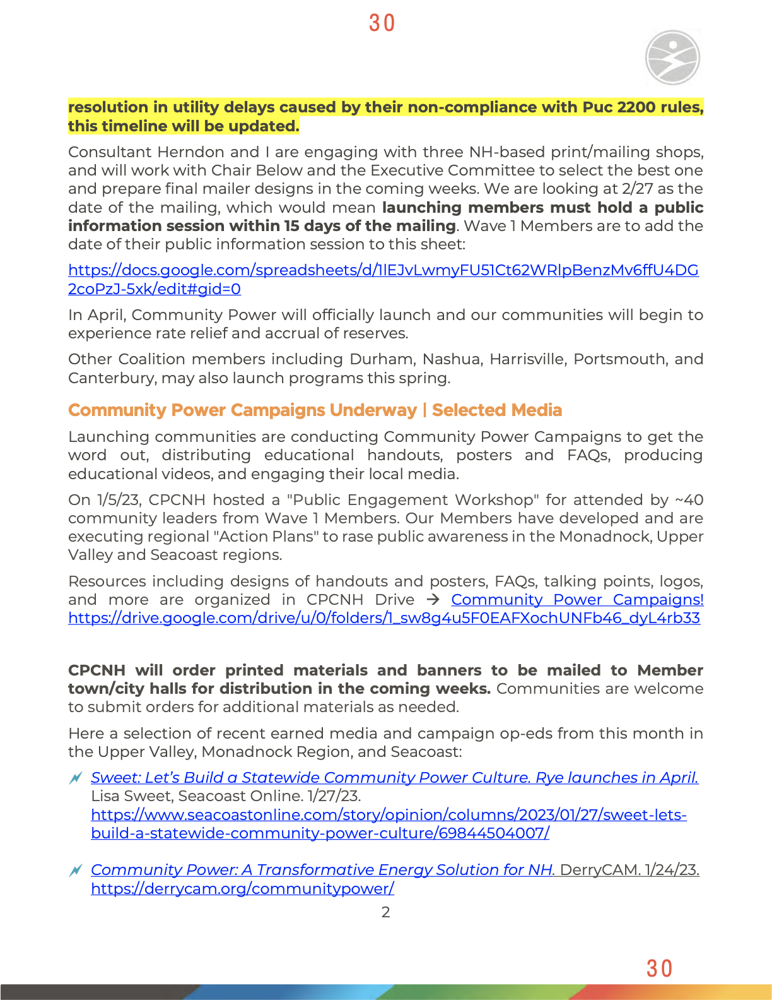 30
resolution in utility delays caused by their non-compliance with Puc 2200 rules,
this timeline will be updated.
Consultant Herndon and I are engaging with three NH-based print/mailing shops,
and will work with Chair Below and the Executive Committee to select the best one
and prepare final mailer designs in the coming weeks. We are looking at 2/27 as the
date of the mailing, which would mean launching members must hold a public
information session within 15 days of the mailing. Wave 1 Members are to add the
date of their public information session to this sheet:
https://docs.google.com/spreadsheets/d/1lEJvLwmyFU51Ct62WRlpBenzMv6ffU4DG
2coPzJ-5xk/edit#gid=0
In April, Community Power will officially launch and our communities will begin to
experience rate relief and accrual of reserves.
Other Coalition members including Durham, Nashua, Harrisville, Portsmouth, and
Canterbury, may also launch programs this spring.
Community Power Campaigns Underway | Selected Media
Launching communities are conducting Community Power Campaigns to get the
word out, distributing educational handouts, posters and FAQs, producing
educational videos, and engaging their local media.
On 1/5/23, CPCNH hosted a "Public Engagement Workshop" for attended by ~40
community leaders from Wave 1 Members. Our Members have developed and are
executing regional "Action Plans" to rase public awareness in the Monadnock, Upper
Valley and Seacoast regions.
Resources including designs of handouts and posters, FAQs, talking points, logos,
and more are organized in CPCNH Drive → Community Power Campaigns!
https://drive.google.com/drive/u/0/folders/1_sw8g4u5F0EAFXochUNFb46_dyL4rb33
CPCNH will order printed materials and banners to be mailed to Member
town/city halls for distribution in the coming weeks. Communities are welcome
to submit orders for additional materials as needed.
Here a selection of recent earned media and campaign op-eds from this month in
the Upper Valley, Monadnock Region, and Seacoast:
Sweet: Let’s Build a Statewide Community Power Culture. Rye launches in April.
Lisa Sweet, Seacoast Online. 1/27/23.
https://www.seacoastonline.com/story/opinion/columns/2023/01/27/sweet-lets-
build-a-statewide-community-power-culture/69844504007/
Community Power: A Transformative Energy Solution for NH. DerryCAM. 1/24/23.
https://derrycam.org/communitypower/
2
30